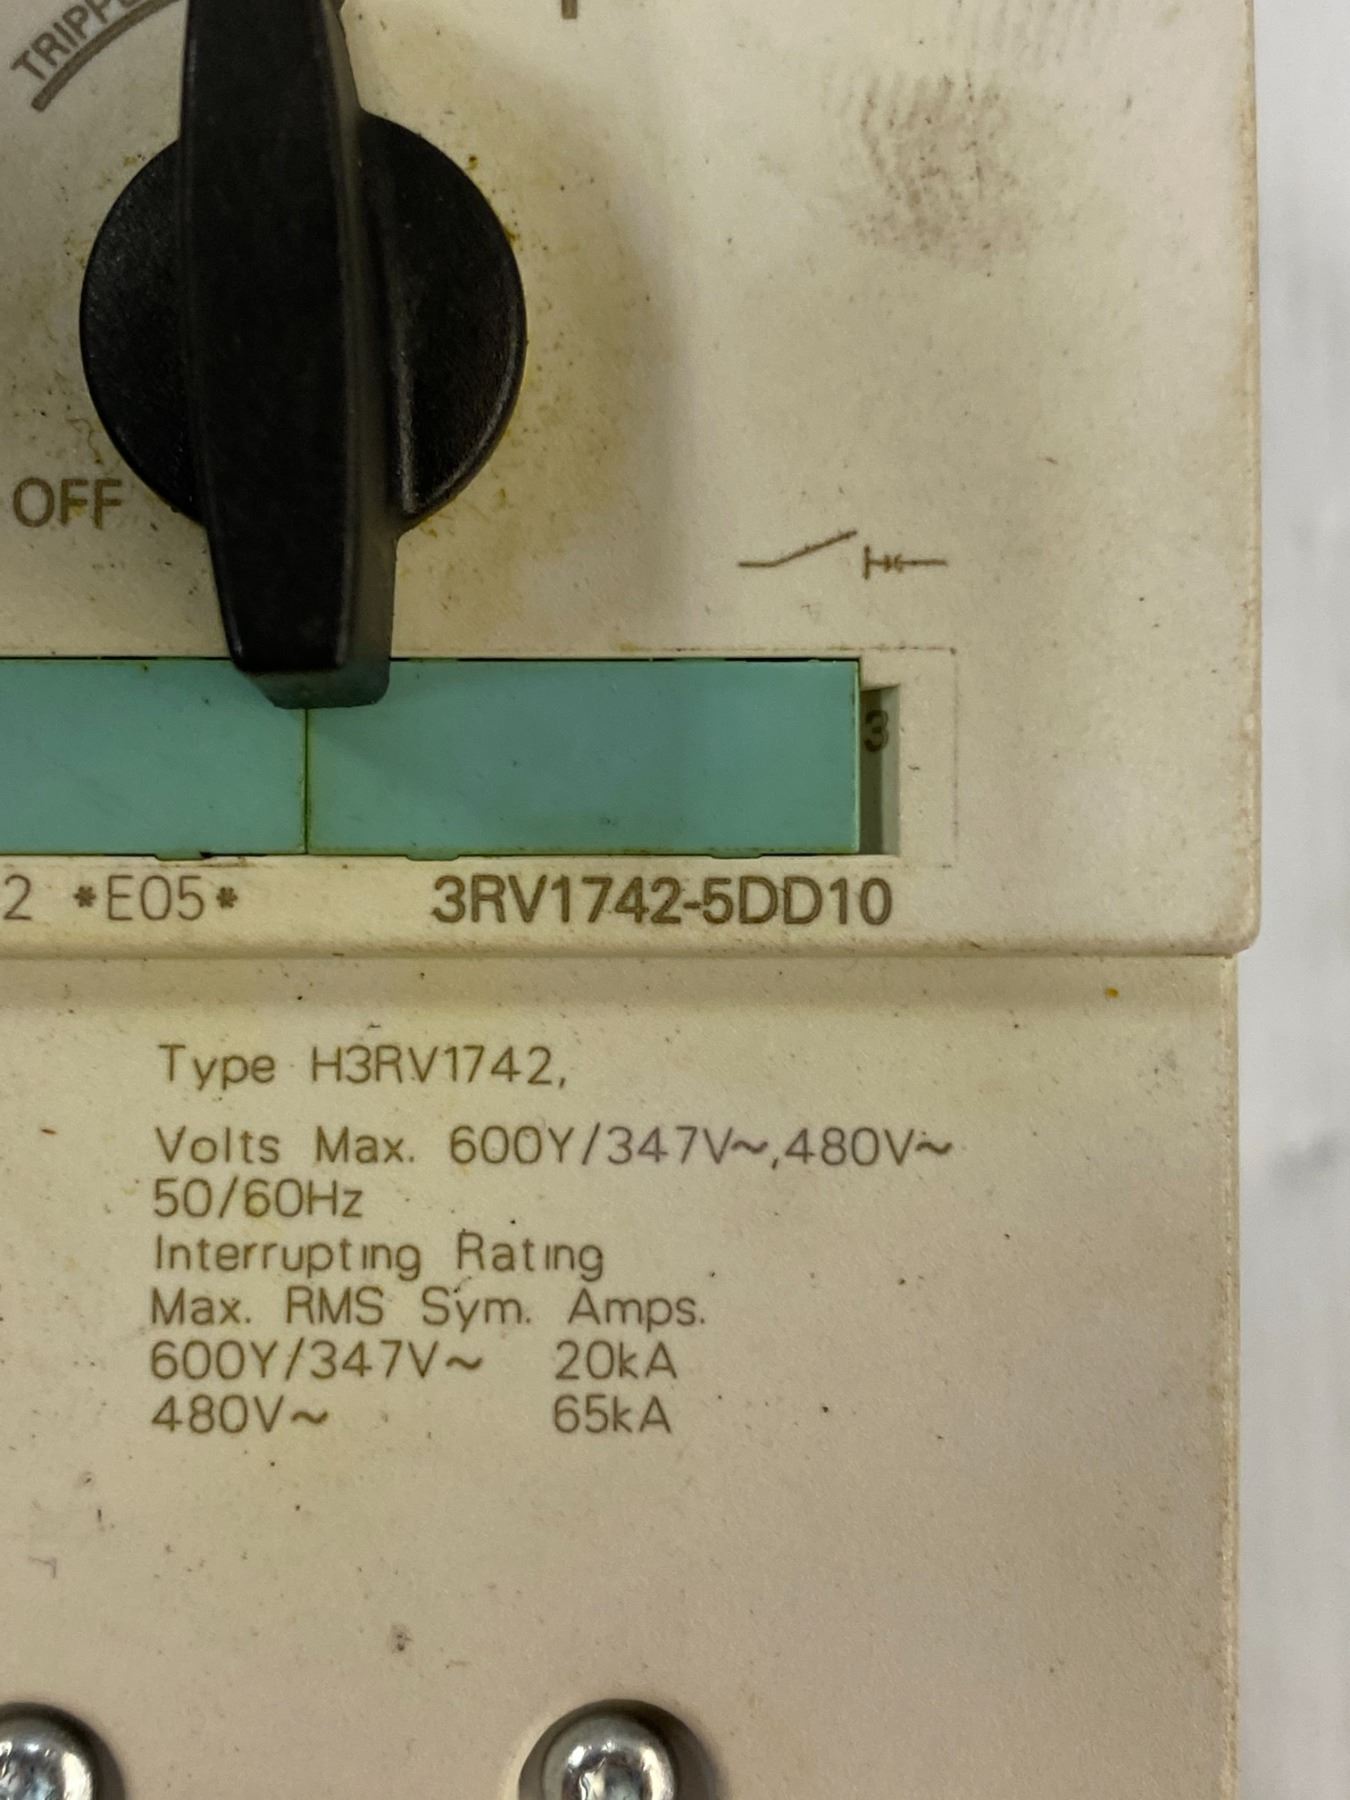 OFF
3
2 *E05* 3RV1742-5DD10
Type H3RV1742,
Volts Max. 600Y/347V~,480V~
50/60Hz
Interrupting Rating
Max. RMS Sym. Amps.
600Y/347V~ 20kA
480V~ 65kA